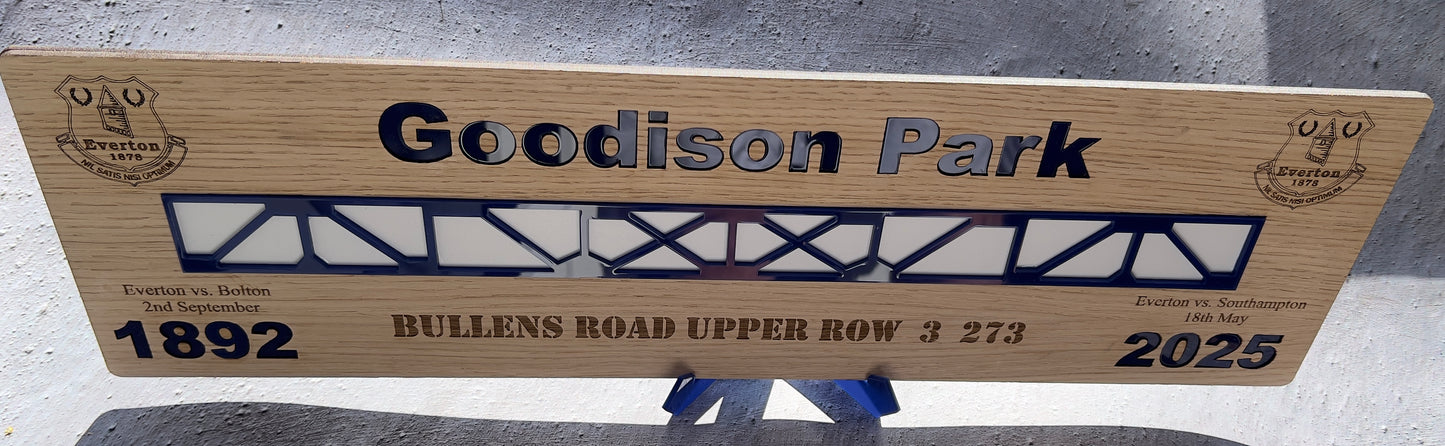 Goodison Park
Everton
1878
NIL SATIS NISI OPTIMUM
Everton
1878
NIL SATIS NISI OPTIMUM
Everton vs. Bolton
2nd September
1892
BULLENS ROAD UPPER ROW 3 273
Everton vs. Southampton
18th May
2025